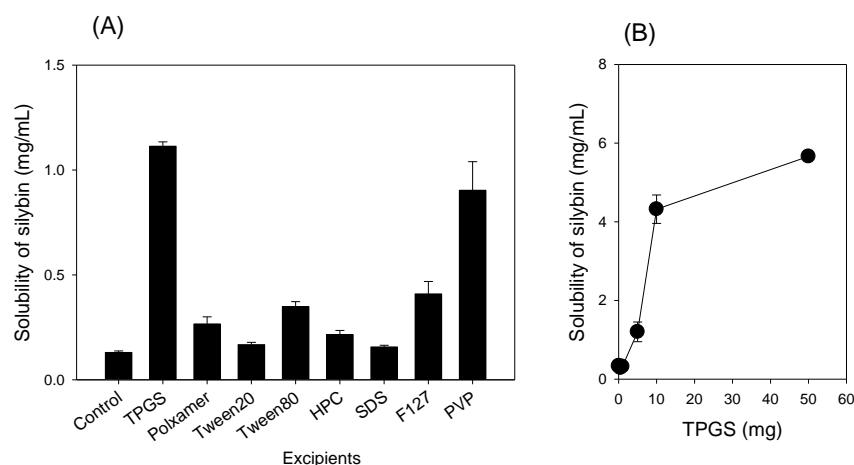 (A)
Solubility of silybin (mg/mL)
1.5
1.0
0.5
0.0
Control
TPGS
Polxamer
Tween20
Tween80
HPC
SDS
F127
PVP
Excipients
(B)
Solubility of silybin (mg/mL)
8
6
4
2
0
0 10 20 30 40 50 60
TPGS (mg)